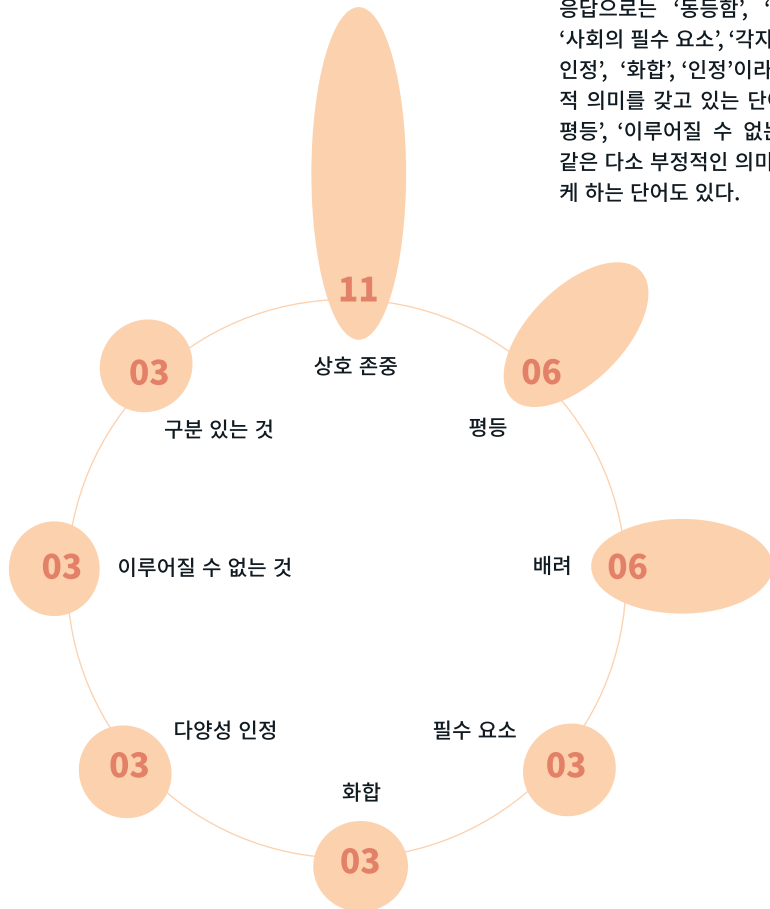 응답으로는 ‘동등함’, ‘
‘사회의 필수 요소’, ‘각자
인정’, ‘화합’, ‘인정’이라
적 의미를 갖고 있는 단어
평등’, ‘이루어질 수 없는
같은 다소 부정적인 의미
케 하는 단어도 있다.
11
상호 존중
06
평등
06
배려
03
필수 요소
03
화합
03
다양성 인정
03
이루어질 수 없는 것
03
구분 있는 것